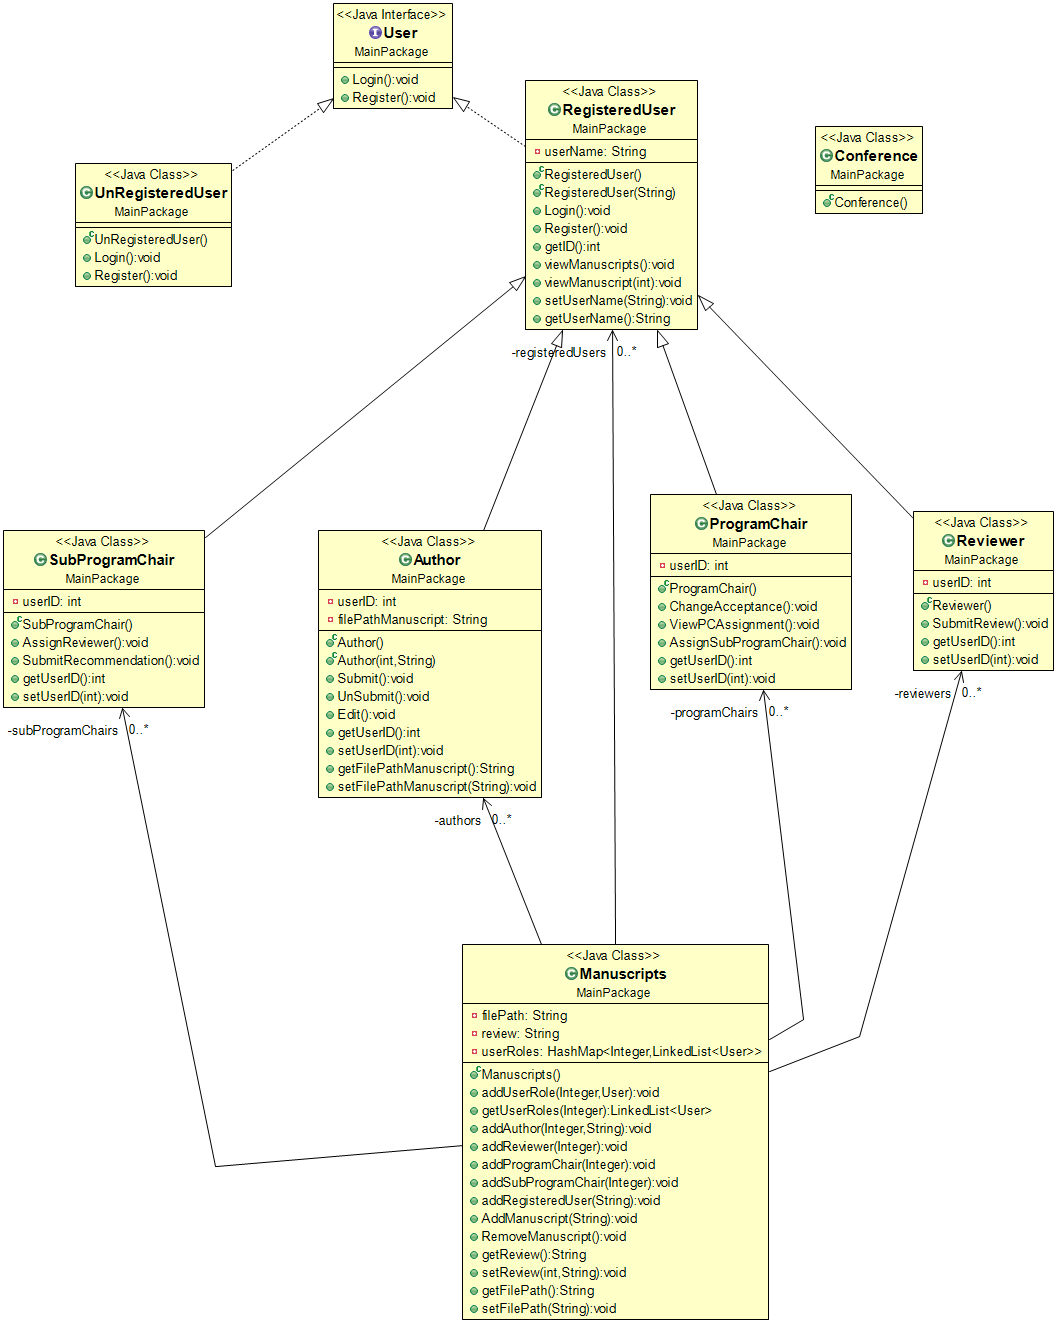 <<Java Interface>>
User
MainPackage
Login():void
Register():void
<<Java Class>>
RegisteredUser
MainPackage
userName: String
RegisteredUser()
RegisteredUser(String)
Login():void
Register():void
getID():int
viewManuscripts():void
viewManuscript(int):void
setUserName(String):void
getUserName():String
<<Java Class>>
Conference
MainPackage
Conference()
<<Java Class>>
UnRegisteredUser
MainPackage
UnRegisteredUser()
Login():void
Register():void
-registeredUsers 0..*
<<Java Class>>
SubProgramChair
MainPackage
userID: int
SubProgramChair()
AssignReviewer():void
SubmitRecommendation():void
getUserID():int
setUserID(int):void
-subProgramChairs 0..*
<<Java Class>>
Author
MainPackage
userID: int
filePathManuscript: String
Author()
Author(int,String)
Submit():void
UnSubmit():void
Edit():void
getUserID():int
setUserID(int):void
getFilePathManuscript():String
setFilePathManuscript(String):void
-authors 0..*
<<Java Class>>
ProgramChair
MainPackage
userID: int
ProgramChair()
ChangeAcceptance():void
ViewPCAssignment():void
AssignSubProgramChair():void
getUserID():int
setUserID(int):void
-programChairs 0..*
<<Java Class>>
Reviewer
MainPackage
userID: int
Reviewer()
SubmitReview():void
getUserID():int
setUserID(int):void
-reviewers 0..*
<<Java Class>>
Manuscripts
MainPackage
filePath: String
review: String
userRoles: HashMap<Integer,LinkedList<User>>
Manuscripts()
addUserRole(Integer,User):void
getUserRoles(Integer):LinkedList<User>
addAuthor(Integer,String):void
addReviewer(Integer):void
addProgramChair(Integer):void
addSubProgramChair(Integer):void
addRegisteredUser(String):void
AddManuscript(String):void
RemoveManuscript():void
getReview():String
setReview(int,String):void
getFilePath():String
setFilePath(String):void